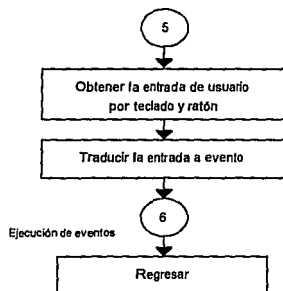 5
Obtener la entrada de usuario
por teclado y ratón
Traducir la entrada a evento
6
Ejecución de eventos
Regresar